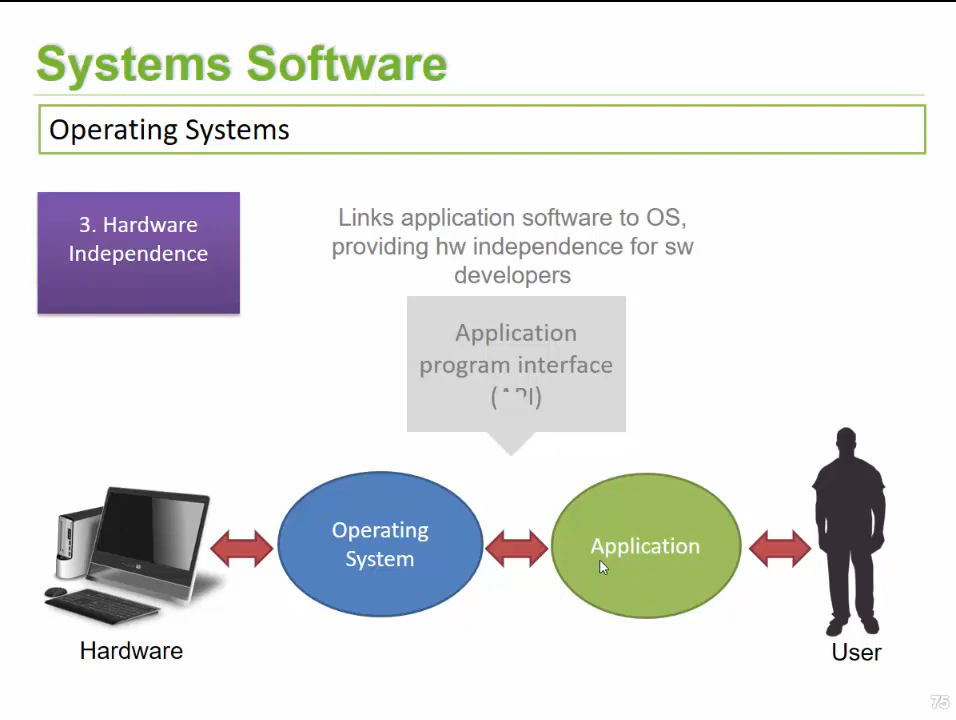 Systems Software
Operating Systems
3. Hardware
Independence
Links application software to OS,
providing hw independence for sw
developers
Application
program interface
(API)
Operating
System
Application
Hardware
User
75